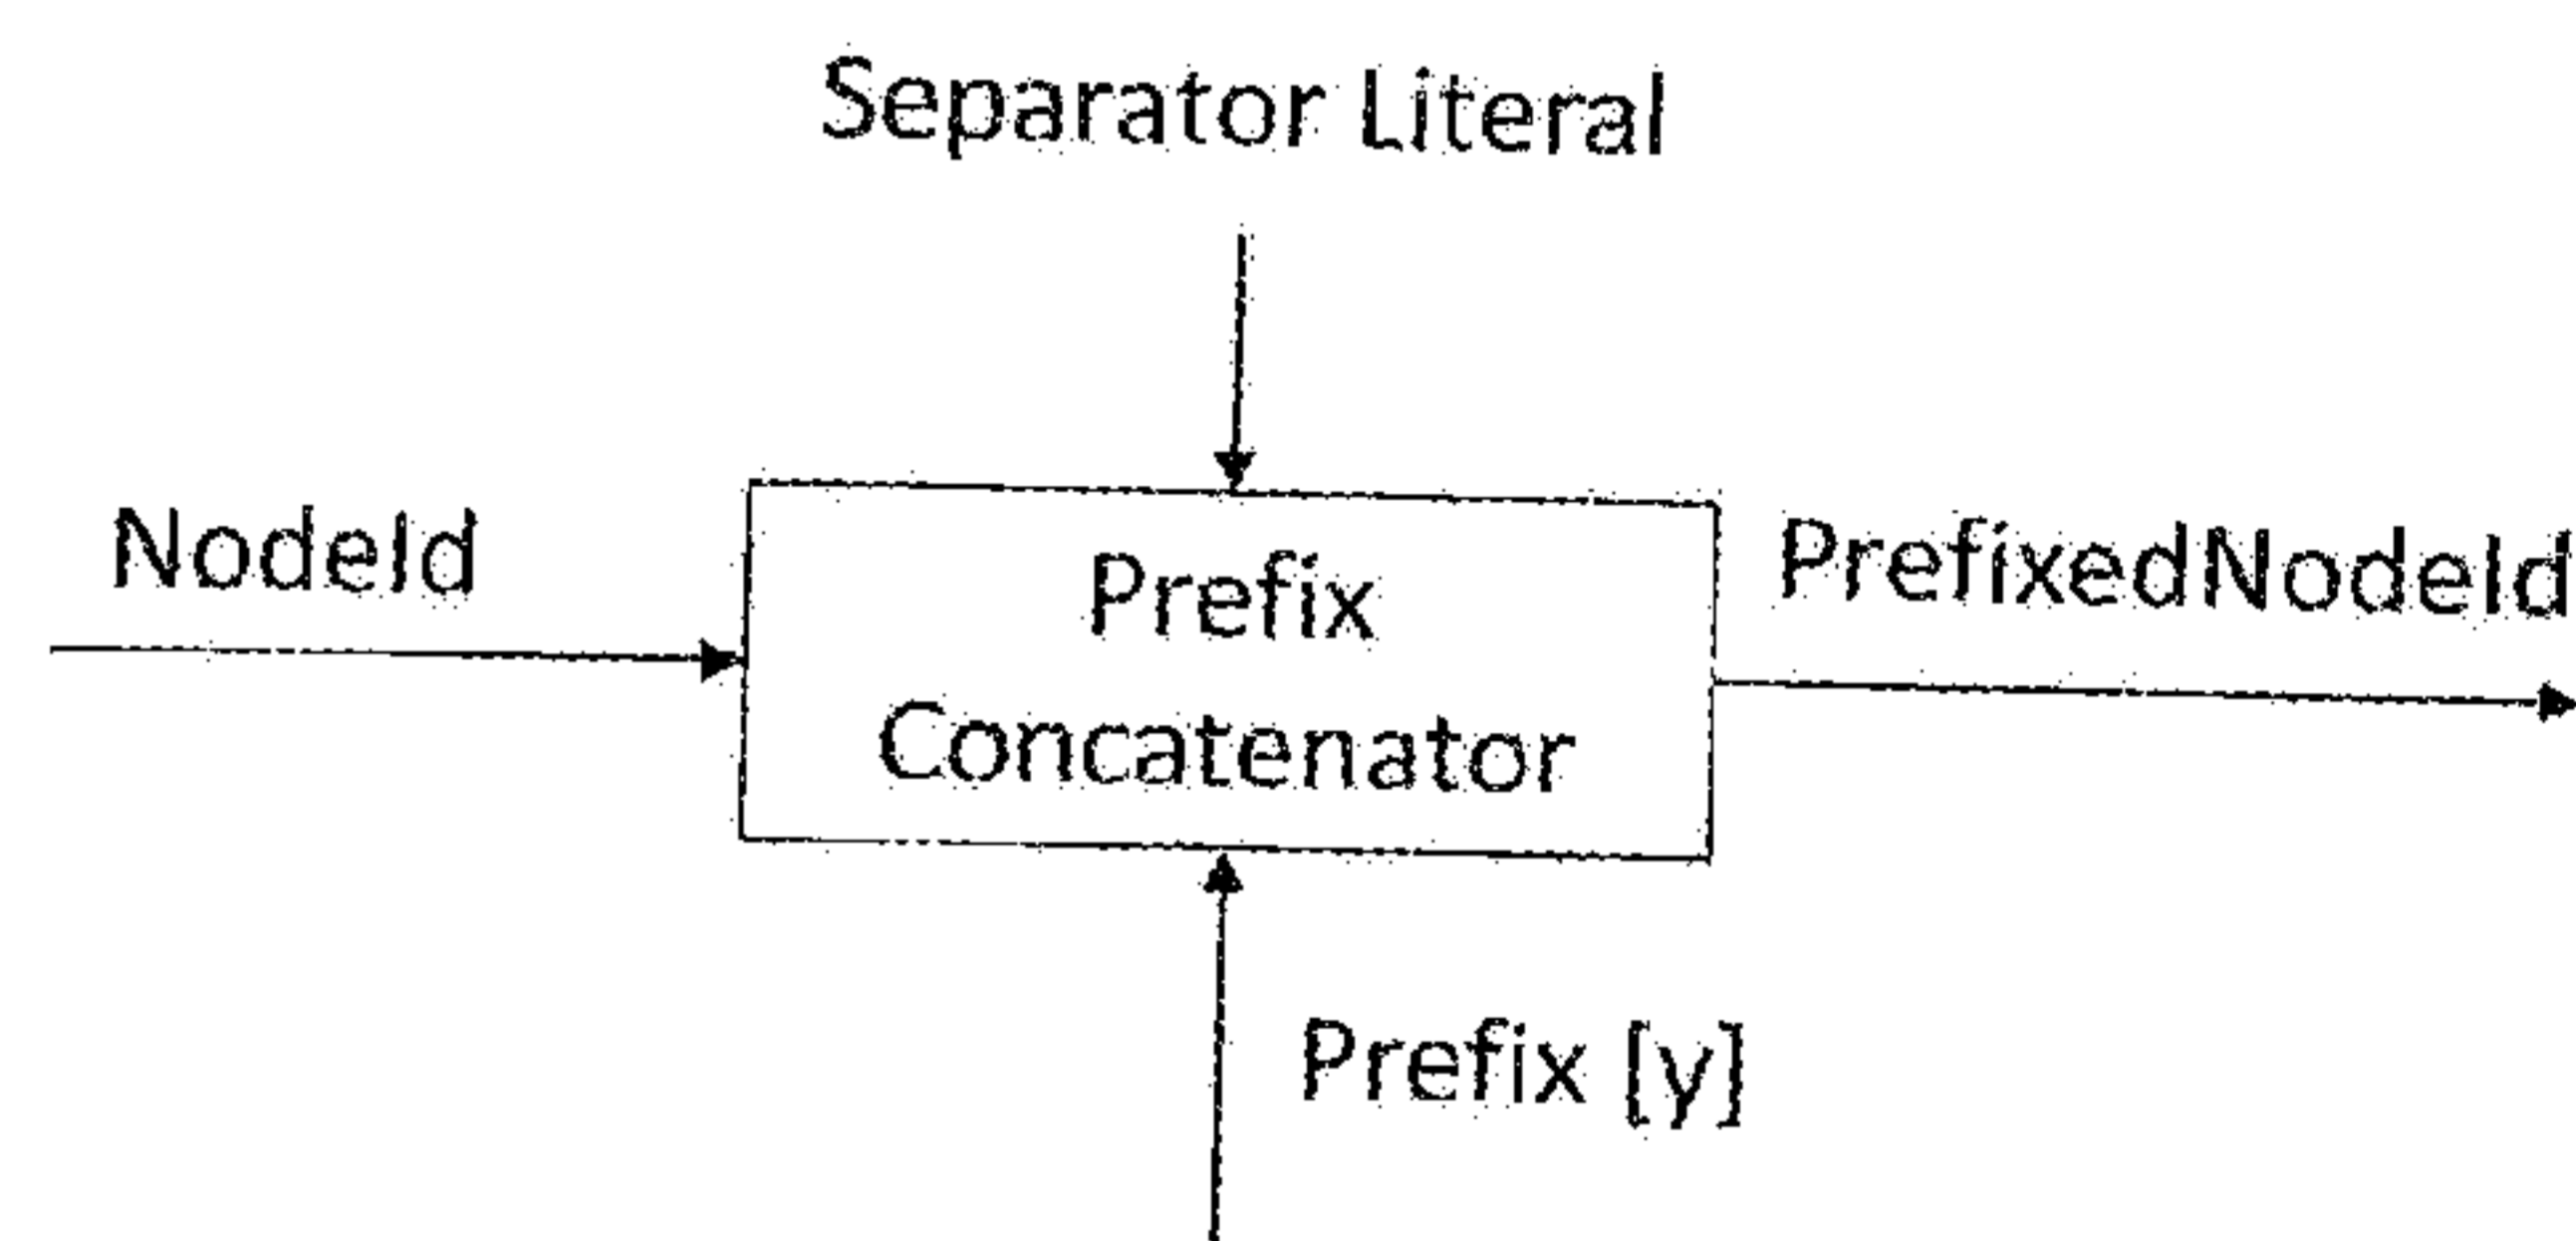 Separator Literal
NodeId
Prefix
Concatenator
PrefixedNodeId
Prefix [y]